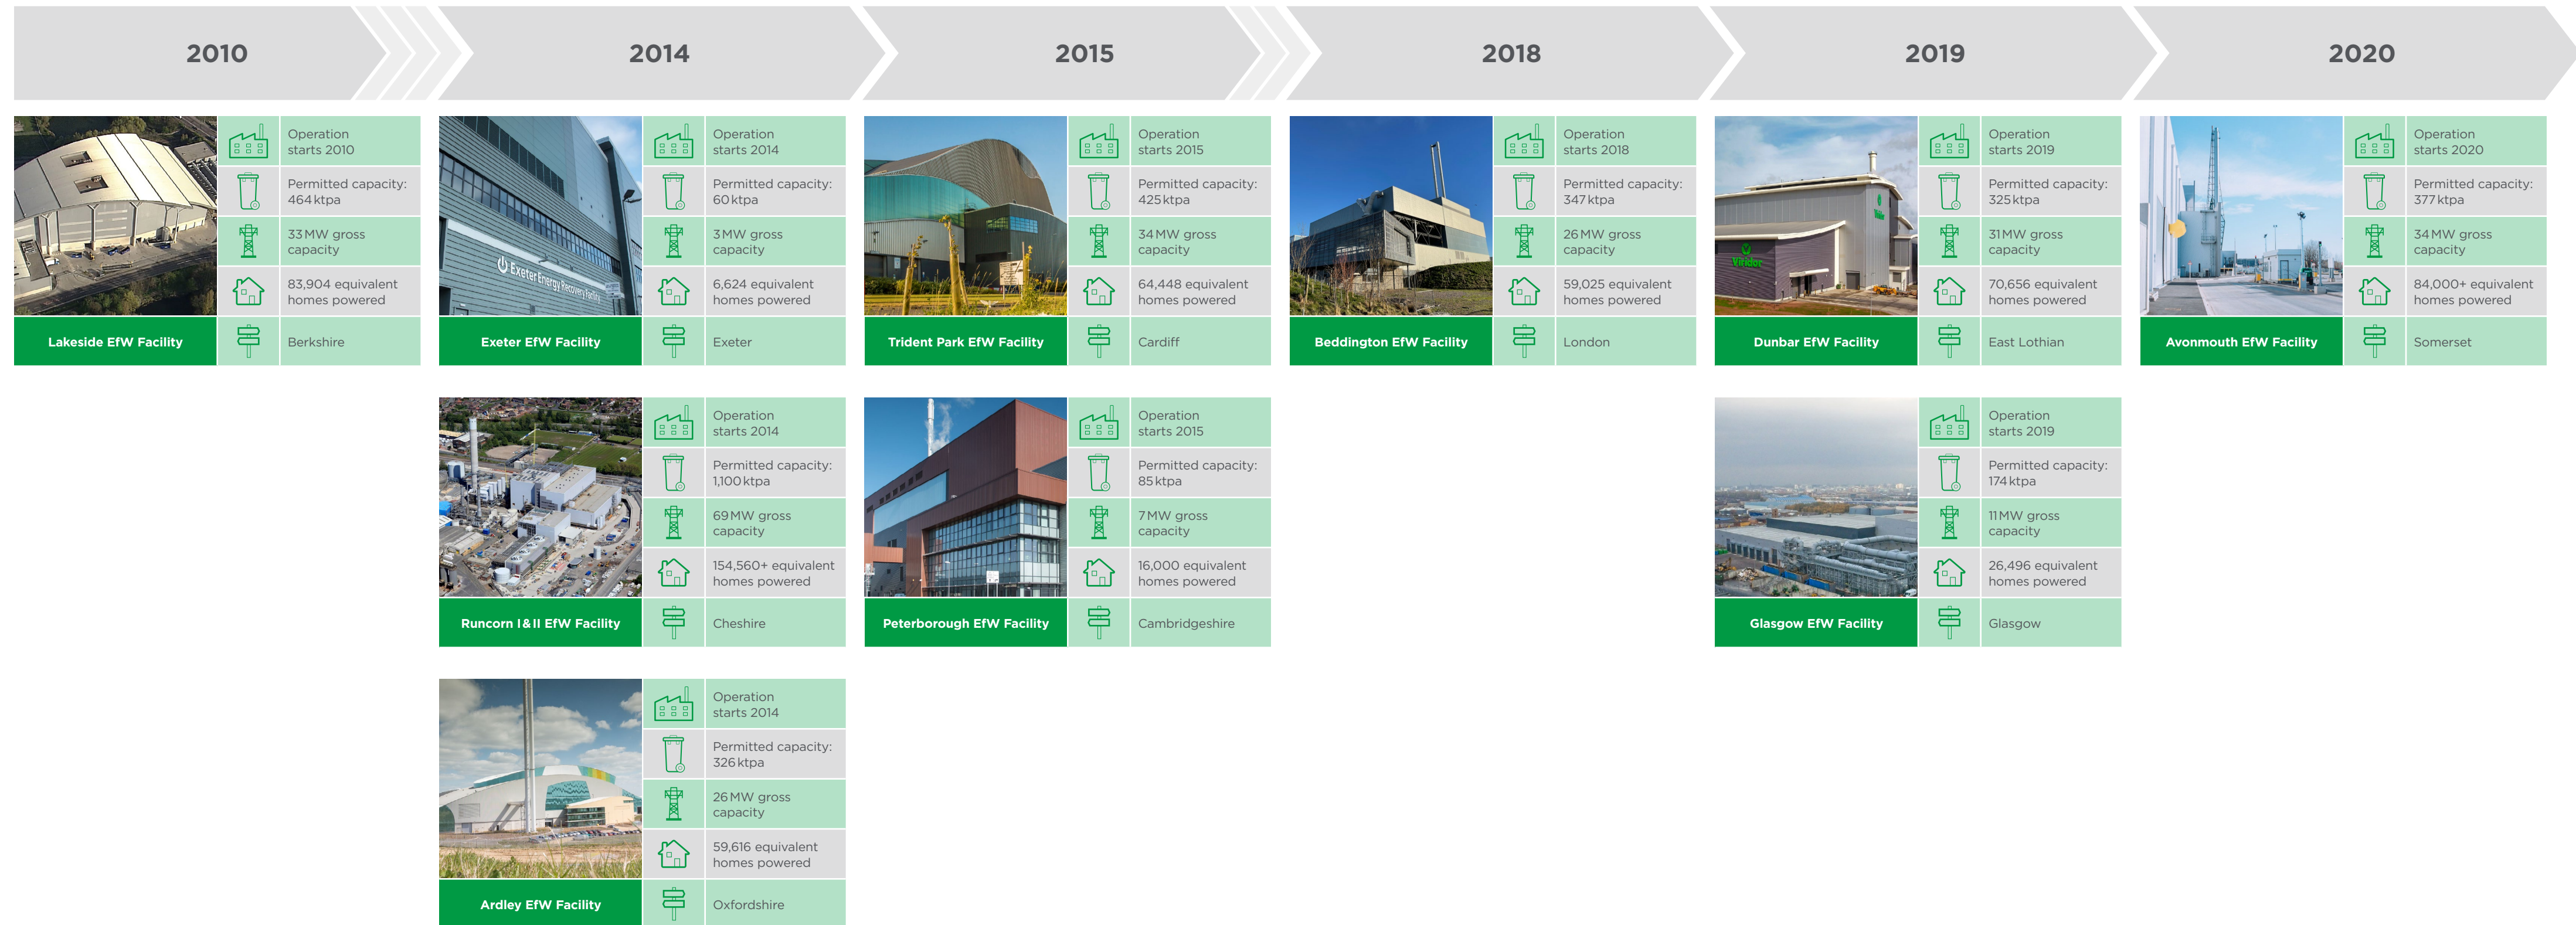 2010
2014
2015
2018
2019
2020
Operation
starts 2010
Permitted capacity:
464 ktpa
33 MW gross
capacity
83,904 equivalent
homes powered
Lakeside EfW Facility
Berkshire
Exeter Energy Recovery Facility
Operation
starts 2014
Permitted capacity:
60 ktpa
3 MW gross
capacity
6,624 equivalent
homes powered
Exeter EfW Facility
Exeter
Operation
starts 2015
Permitted capacity:
425 ktpa
34 MW gross
capacity
64,448 equivalent
homes powered
Trident Park EfW Facility
Cardiff
Operation
starts 2018
Permitted capacity:
347 ktpa
26 MW gross
capacity
59,025 equivalent
homes powered
Beddington EfW Facility
London
Viridor
Viridor
Operation
starts 2019
Permitted capacity:
325 ktpa
31 MW gross
capacity
70,656 equivalent
homes powered
Dunbar EfW Facility
East Lothian
Operation
starts 2020
Permitted capacity:
377 ktpa
34 MW gross
capacity
84,000+ equivalent
homes powered
Avonmouth EfW Facility
Somerset
Operation
starts 2014
Permitted capacity:
1,100 ktpa
69 MW gross
capacity
154,560+ equivalent
homes powered
Runcorn I & II EfW Facility
Cheshire
Operation
starts 2015
Permitted capacity:
85 ktpa
7 MW gross
capacity
16,000 equivalent
homes powered
Peterborough EfW Facility
Cambridgeshire
Operation
starts 2019
Permitted capacity:
174 ktpa
11 MW gross
capacity
26,496 equivalent
homes powered
Glasgow EfW Facility
Glasgow
Operation
starts 2014
Permitted capacity:
326 ktpa
26 MW gross
capacity
59,616 equivalent
homes powered
Ardley EfW Facility
Oxfordshire